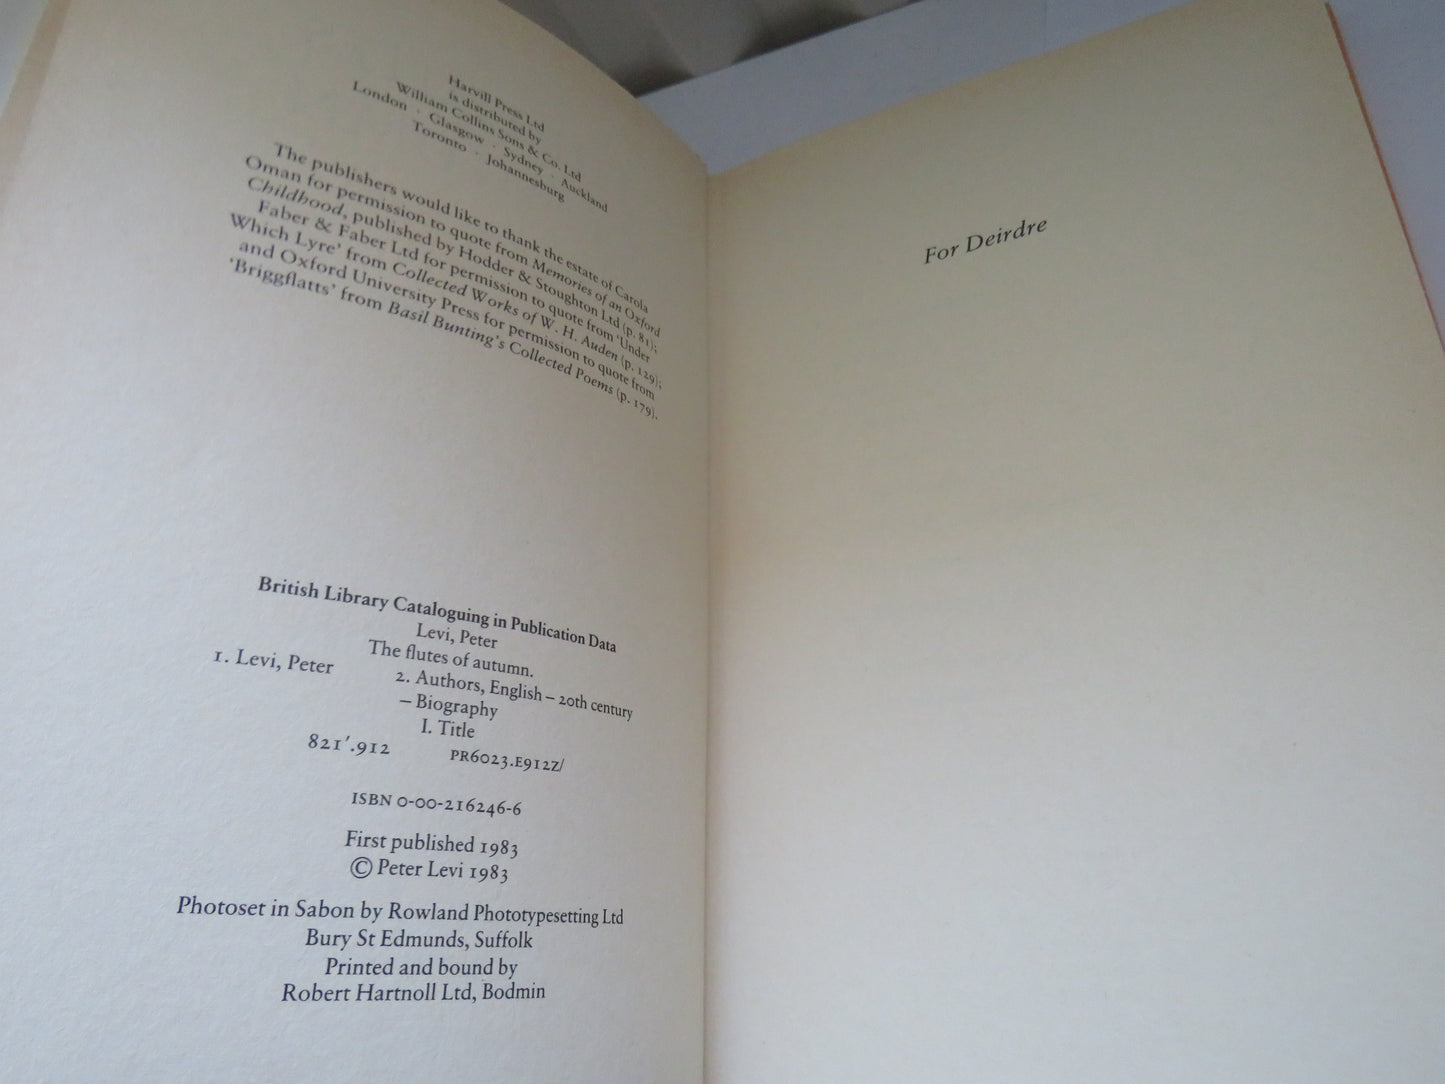 Harvill Press Ltd
is distributed by
William Collins Sons & Co. Ltd
London · Glasgow · Sydney · Auckland
Toronto · Johannesburg
The publishers would like to thank the estate of Carola
Oman for permission to quote from Memories of an Oxford
Childhood, published by Hodder & Stoughton Ltd (p. 81);
Faber & Faber Ltd for permission to quote from 'Under
Which Lyre' from Collected Works of W. H. Auden (p. 129);
and Oxford University Press for permission to quote from
'Briggflatts' from Basil Bunting's Collected Poems (p. 179).
British Library Cataloguing in Publication Data
Levi, Peter
The flutes of autumn.
1. Levi, Peter 2. Authors, English – 20th century
– Biography
I. Title
821'.912 PR6023.E912Z/
ISBN 0-00-216246-6
First published 1983
© Peter Levi 1983
Photoset in Sabon by Rowland Phototypesetting Ltd
Bury St Edmunds, Suffolk
Printed and bound by
Robert Hartnoll Ltd, Bodmin
For Deirdre